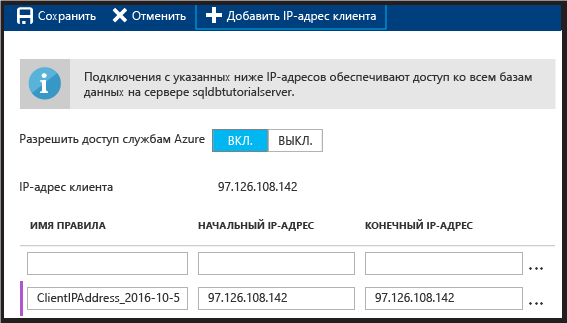 Сохранить Отменить Добавить IP-адрес клиента
Подключения с указанных ниже IP-адресов обеспечивают доступ ко всем базам
данных на сервере sqldbtutorialserver.
Разрешить доступ службам Azure ВКЛ. ВЫКЛ.
IP-адрес клиента 97.126.108.142
ИМЯ ПРАВИЛА НАЧАЛЬНЫЙ IP-АДРЕС КОНЕЧНЫЙ IP-АДРЕС
...
ClientIPAddress_2016-10-5 97.126.108.142 97.126.108.142 ...